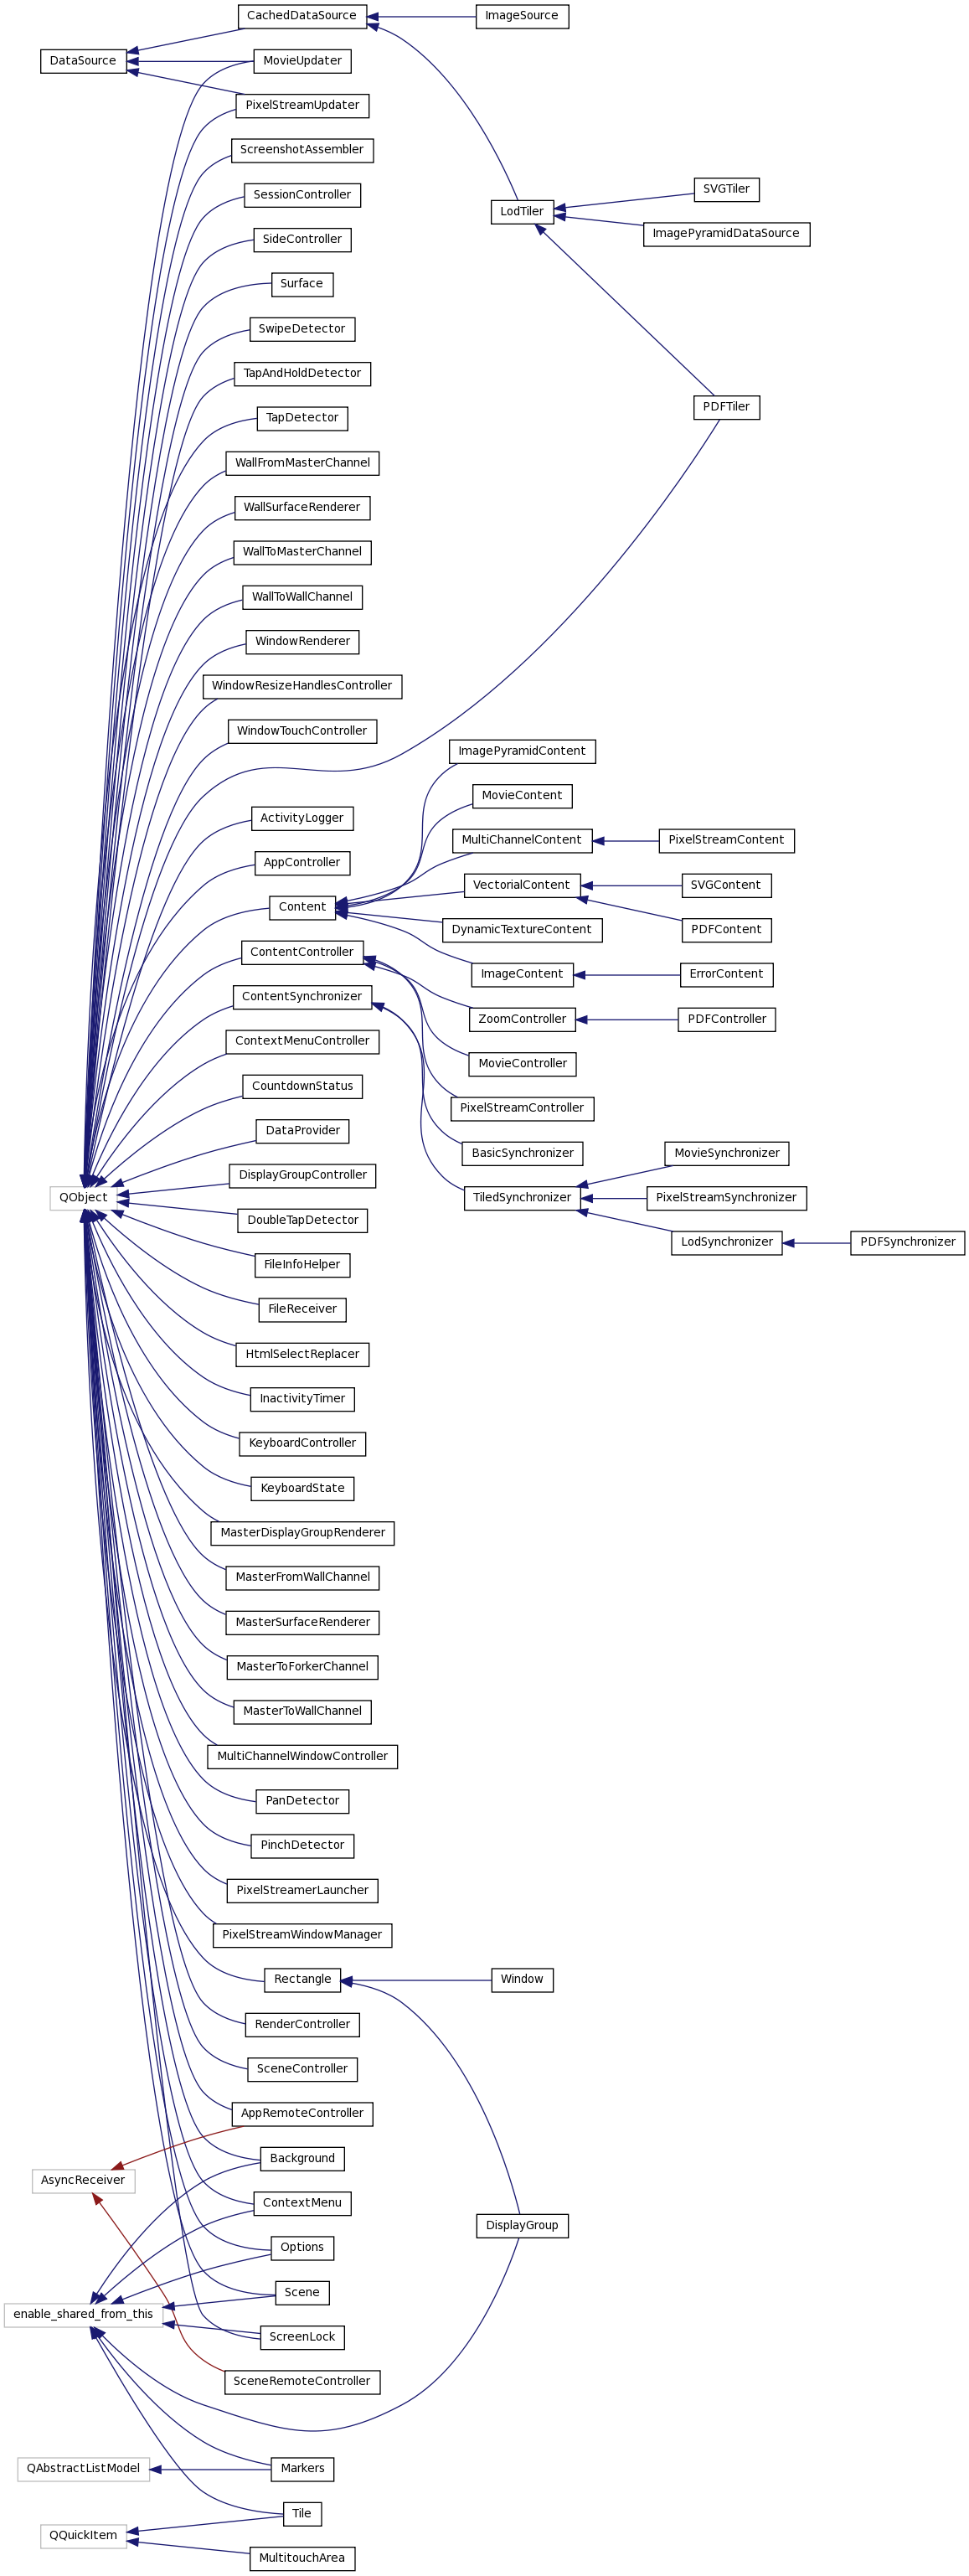 CachedDataSource
ImageSource
DataSource
MovieUpdater
PixelStreamUpdater
ScreenshotAssembler
SessionController
SVGTiler
LodTiler
ImagePyramidDataSource
SideController
Surface
SwipeDetector
TapAndHoldDetector
PDFTiler
TapDetector
WallFromMasterChannel
WallSurfaceRenderer
WallToMasterChannel
WallToWallChannel
WindowRenderer
WindowResizeHandlesController
WindowTouchController
ImagePyramidContent
MovieContent
ActivityLogger
MultiChannelContent
PixelStreamContent
AppController
VectorialContent
SVGContent
Content
DynamicTextureContent
PDFContent
ContentController
ImageContent
ErrorContent
ContentSynchronizer
ZoomController
PDFController
ContextMenuController
MovieController
CountdownStatus
PixelStreamController
DataProvider
BasicSynchronizer
MovieSynchronizer
DisplayGroupController
QObject
TiledSynchronizer
PixelStreamSynchronizer
DoubleTapDetector
LodSynchronizer
PDFSynchronizer
FileInfoHelper
FileReceiver
HtmlSelectReplacer
InactivityTimer
KeyboardController
KeyboardState
MasterDisplayGroupRenderer
MasterFromWallChannel
MasterSurfaceRenderer
MasterToForkerChannel
MasterToWallChannel
MultiChannelWindowController
PanDetector
PinchDetector
PixelStreamerLauncher
PixelStreamWindowManager
Rectangle
Window
RenderController
SceneController
AppRemoteController
Background
AsyncReceiver
ContextMenu
DisplayGroup
Options
Scene
enable_shared_from_this
ScreenLock
SceneRemoteController
QAbstractListModel
Markers
Tile
QQuickItem
MultitouchArea